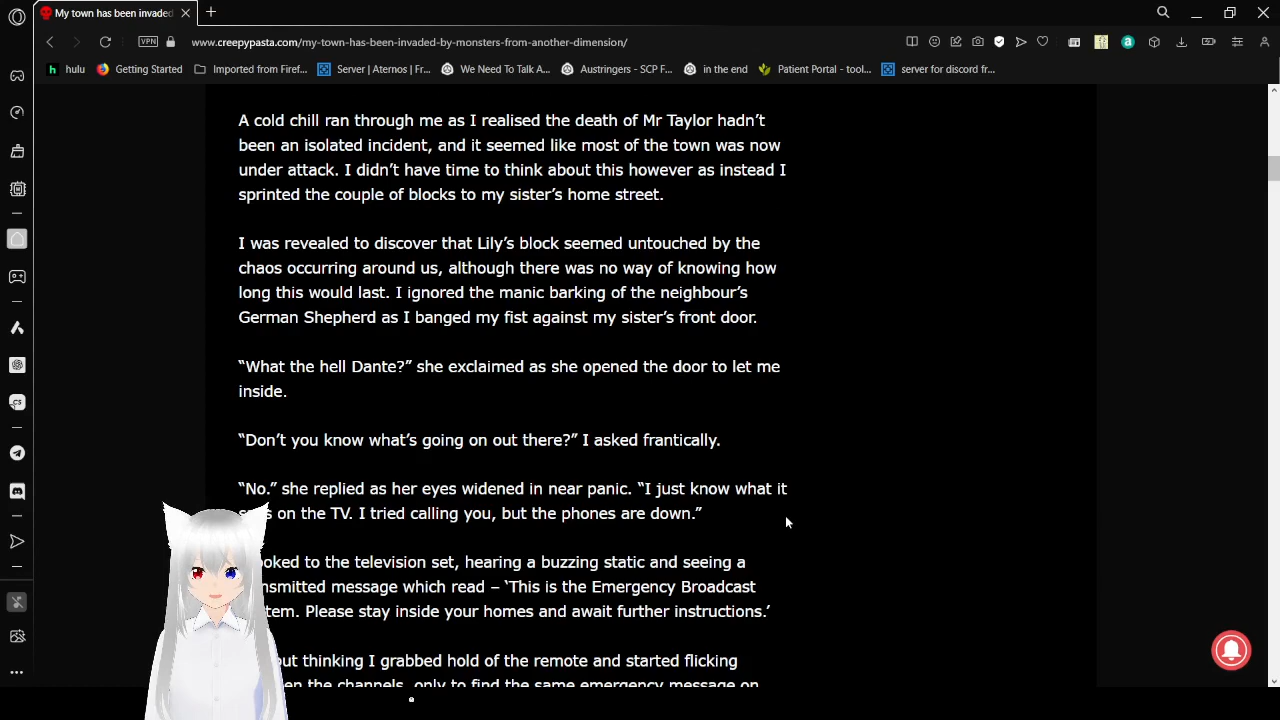 My town has been invaded
www.creepypasta.com/my-town-has-been-invaded-by-monsters-from-another-dimension/
VPN
hulu
Getting Started
Imported from Firef...
Server | Aternos | Fr...
We Need To Talk A...
Austringers - SCP F...
in the end
Patient Portal - tool...
server for discord fr...
A cold chill ran through me as I realised the death of Mr Taylor hadn’t
been an isolated incident, and it seemed like most of the town was now
under attack. I didn’t have time to think about this however as instead I
sprinted the couple of blocks to my sister’s home street.
I was revealed to discover that Lily’s block seemed untouched by the
chaos occurring around us, although there was no way of knowing how
long this would last. I ignored the manic barking of the neighbour’s
German Shepherd as I banged my fist against my sister’s front door.
“What the hell Dante?” she exclaimed as she opened the door to let me
inside.
“Don’t you know what’s going on out there?” I asked frantically.
“No.” she replied as her eyes widened in near panic. “I just know what it
on the TV. I tried calling you, but the phones are down.”
to the television set, hearing a buzzing static and seeing a
message which read – ‘This is the Emergency Broadcast
Please stay inside your homes and await further instructions.’
thinking I grabbed hold of the remote and started flicking
the channels, only to find the same emergency message on